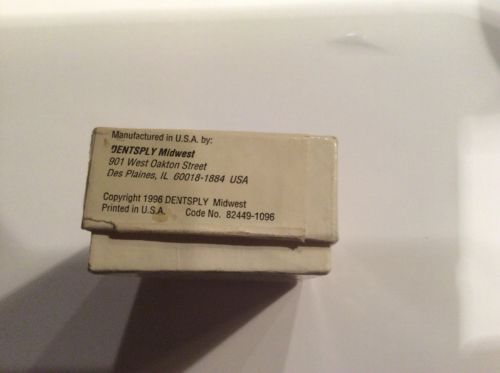 Manufactured in U.S.A. by:
DENTSPLY Midwest
901 West Oakton Street
Des Plaines, IL 60018-1884 USA
Copyright 1996 DENTSPLY Midwest
Printed in U.S.A. Code No. 82449-1096